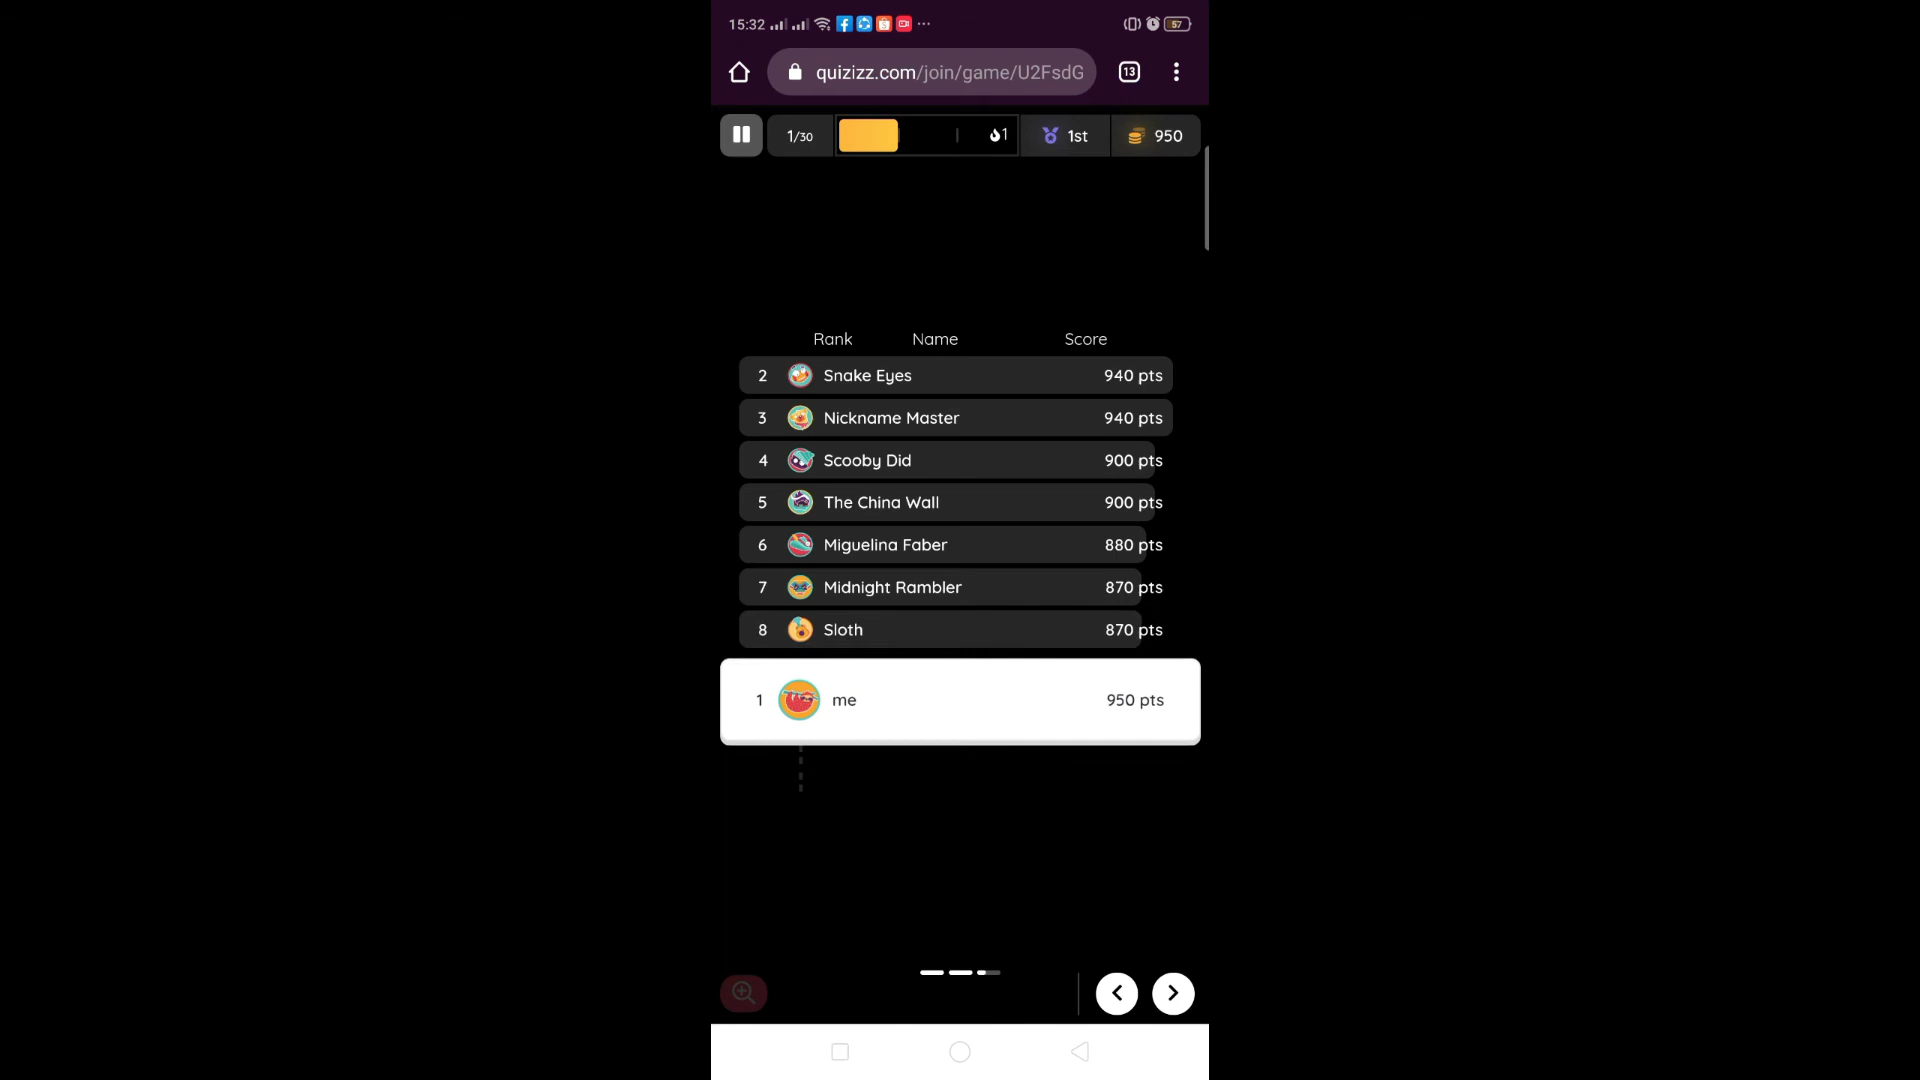 15:32 57
quizizz.com/join/game/U2FsdG 13
1/30 1 1st 950
Rank Name Score
2 Snake Eyes 940 pts
3 Nickname Master 940 pts
4 Scooby Did 900 pts
5 The China Wall 900 pts
6 Miguelina Faber 880 pts
7 Midnight Rambler 870 pts
8 Sloth 870 pts
1 me 950 pts